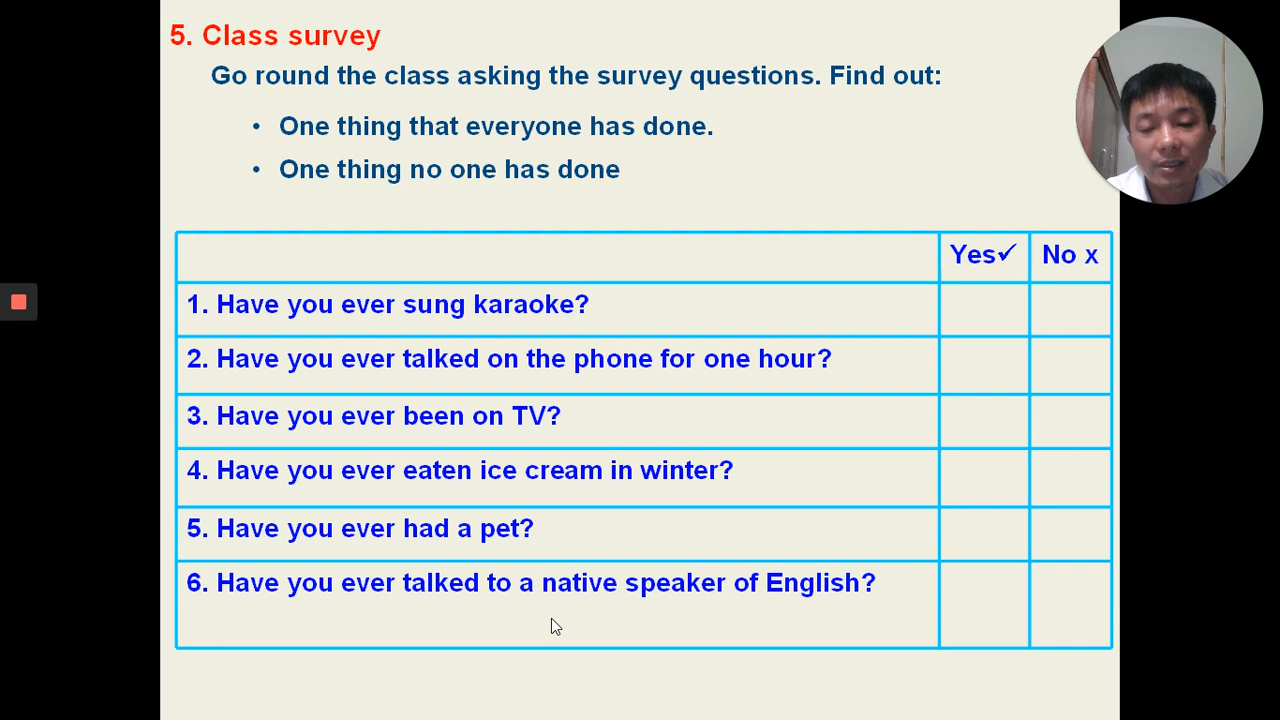 5. Class survey
Go round the class asking the survey questions. Find out:
• One thing that everyone has done.
• One thing no one has done
Yes✓ No x
1. Have you ever sung karaoke?
2. Have you ever talked on the phone for one hour?
3. Have you ever been on TV?
4. Have you ever eaten ice cream in winter?
5. Have you ever had a pet?
6. Have you ever talked to a native speaker of English?